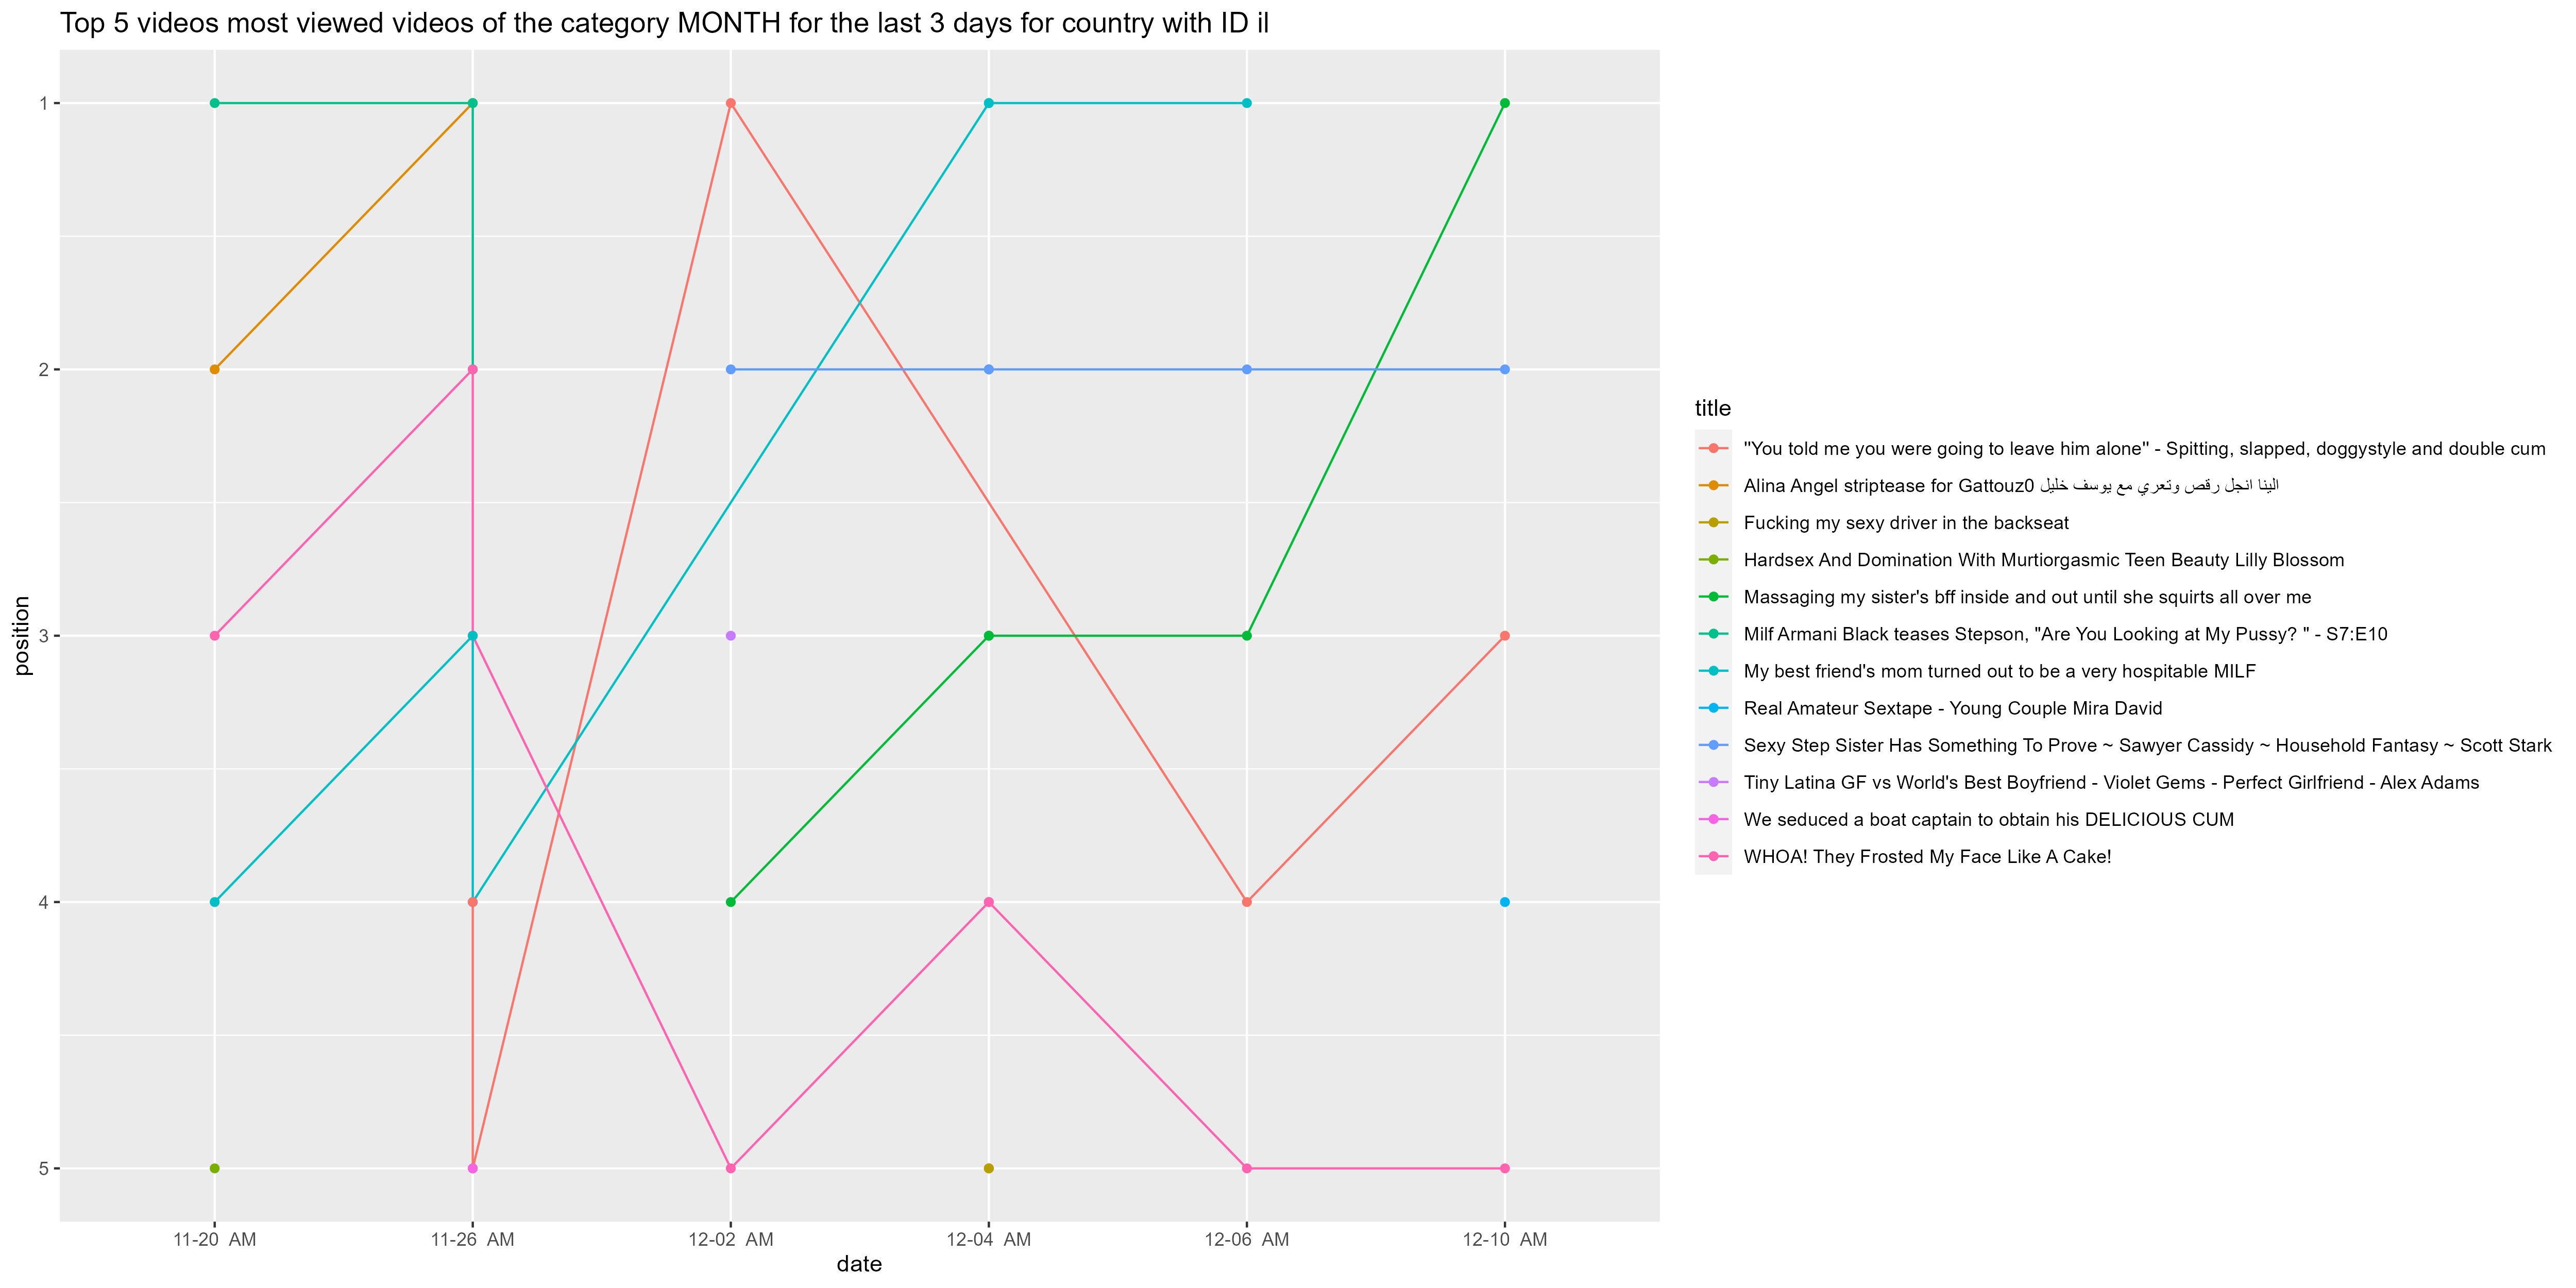 Top 5 videos most viewed videos of the category MONTH for the last 3 days for country with ID il
position
1
2
3
4
5
11-20  AM
11-26  AM
12-02  AM
12-04  AM
12-06  AM
12-10  AM
date
title
"You told me you were going to leave him alone" - Spitting, slapped, doggystyle and double cum
Alina Angel striptease for Gattouz0 الينا انجل رقص وتعري مع يوسف خليل
Fucking my sexy driver in the backseat
Hardsex And Domination With Murtiorgasmic Teen Beauty Lilly Blossom
Massaging my sister's bff inside and out until she squirts all over me
Milf Armani Black teases Stepson, "Are You Looking at My Pussy? " - S7:E10
My best friend's mom turned out to be a very hospitable MILF
Real Amateur Sextape - Young Couple Mira David
Sexy Step Sister Has Something To Prove ~ Sawyer Cassidy ~ Household Fantasy ~ Scott Stark
Tiny Latina GF vs World's Best Boyfriend - Violet Gems - Perfect Girlfriend - Alex Adams
We seduced a boat captain to obtain his DELICIOUS CUM
WHOA! They Frosted My Face Like A Cake!